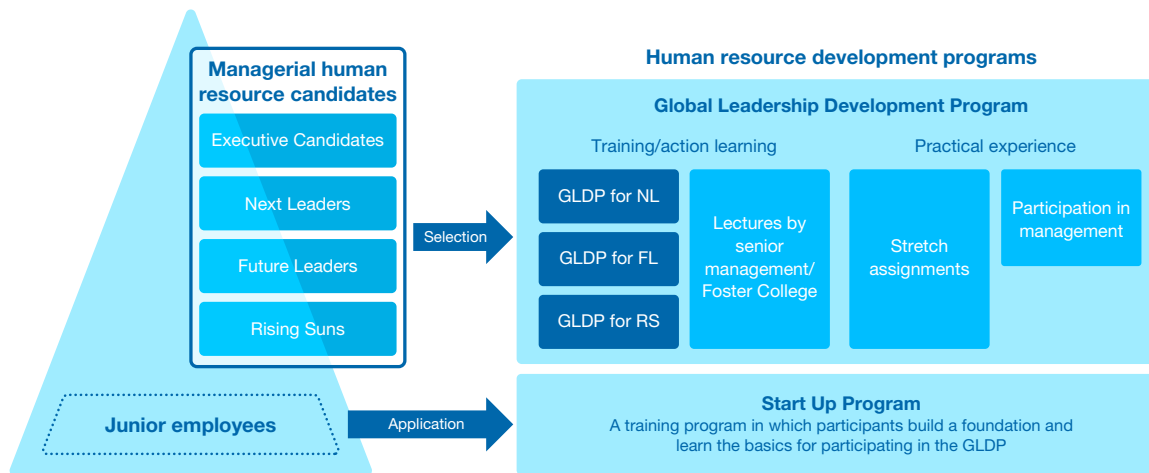 Managerial human
resource candidates
Executive Candidates
Next Leaders
Future Leaders
Rising Suns
Junior employees
Selection
Application
Human resource development programs
Global Leadership Development Program
Training/action learning
Practical experience
GLDP for NL
GLDP for FL
GLDP for RS
Lectures by
senior
management/
Foster College
Stretch
assignments
Participation in
management
Start Up Program
A training program in which participants build a foundation and
learn the basics for participating in the GLDP